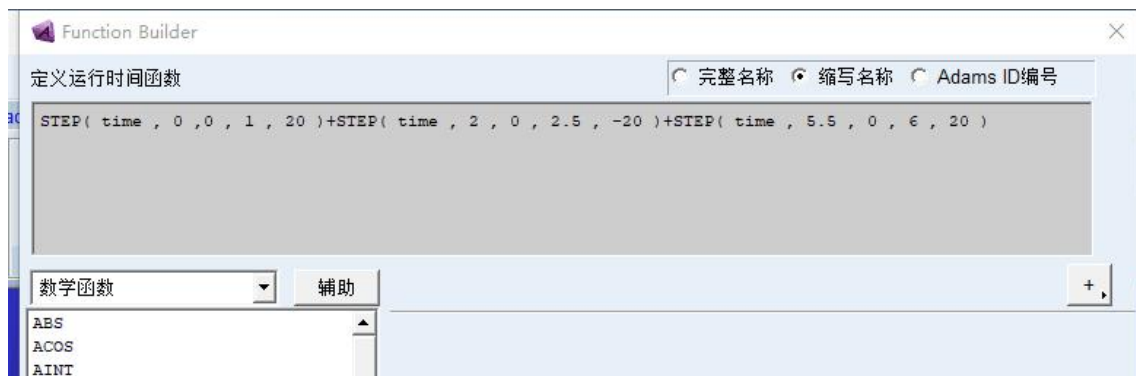 Function Builder
定义运行时间函数
完整名称 缩写名称 Adams ID编号
STEP( time , 0 ,0 , 1 , 20 )+STEP( time , 2 , 0 , 2.5 , -20 )+STEP( time , 5.5 , 0 , 6 , 20 )
数学函数 辅助 +
ABS
ACOS
AINT